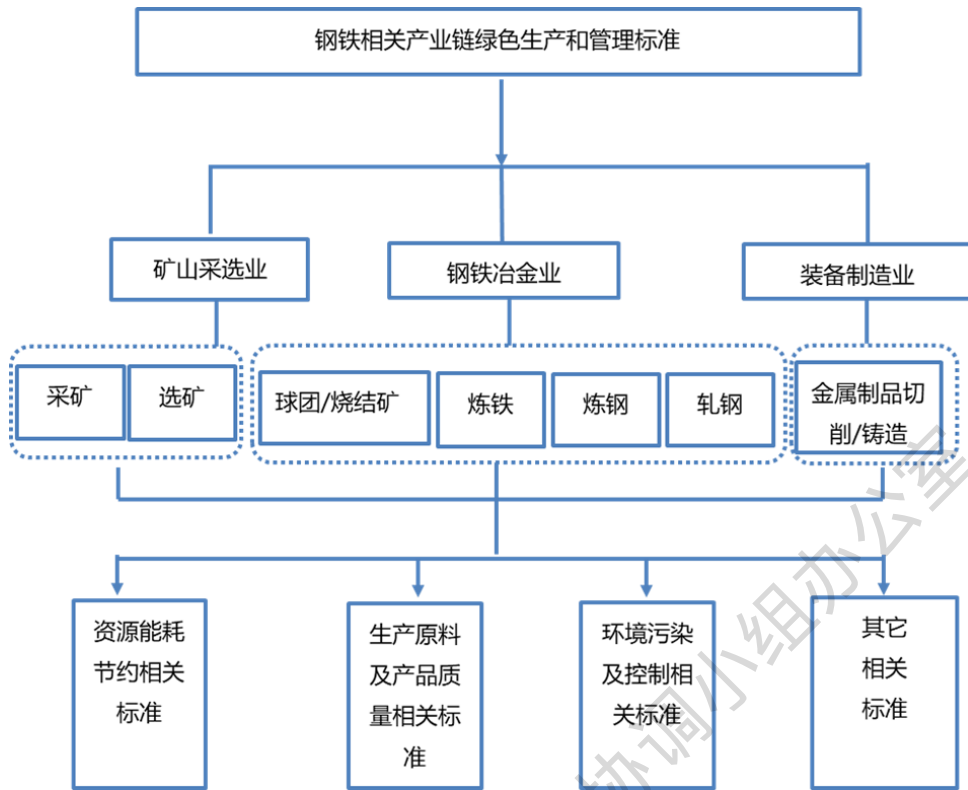 钢铁相关产业链绿色生产和管理标准
矿山采选业
钢铁冶金业
装备制造业
采矿
选矿
球团/烧结矿
炼铁
炼钢
轧钢
金属制品切
削/铸造
资源能耗
节约相关
标准
生产原料
及产品质
量相关标
准
环境污染
及控制相
关标准
其它
相关
标准
协调小组办公室